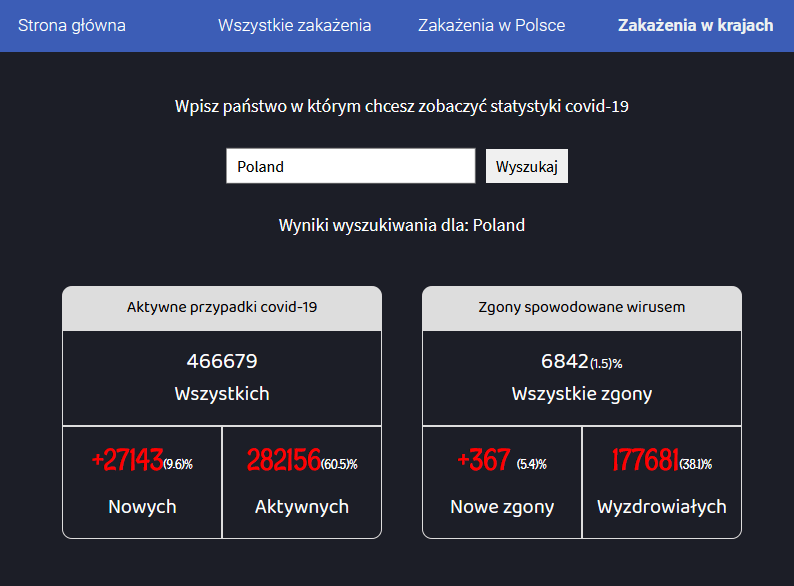 Strona główna Wszystkie zakażenia Zakażenia w Polsce Zakażenia w krajach
Wpisz państwo w którym chcesz zobaczyć statystyki covid-19
Poland Wyszukaj
Wyniki wyszukiwania dla: Poland
Aktywne przypadki covid-19
466679
Wszystkich
+27143(9.6)%
Nowych
282156(60.5)%
Aktywnych
Zgony spowodowane wirusem
6842(1.5)%
Wszystkie zgony
+367 (5.4)%
Nowe zgony
177681(38.1)%
Wyzdrowiałych